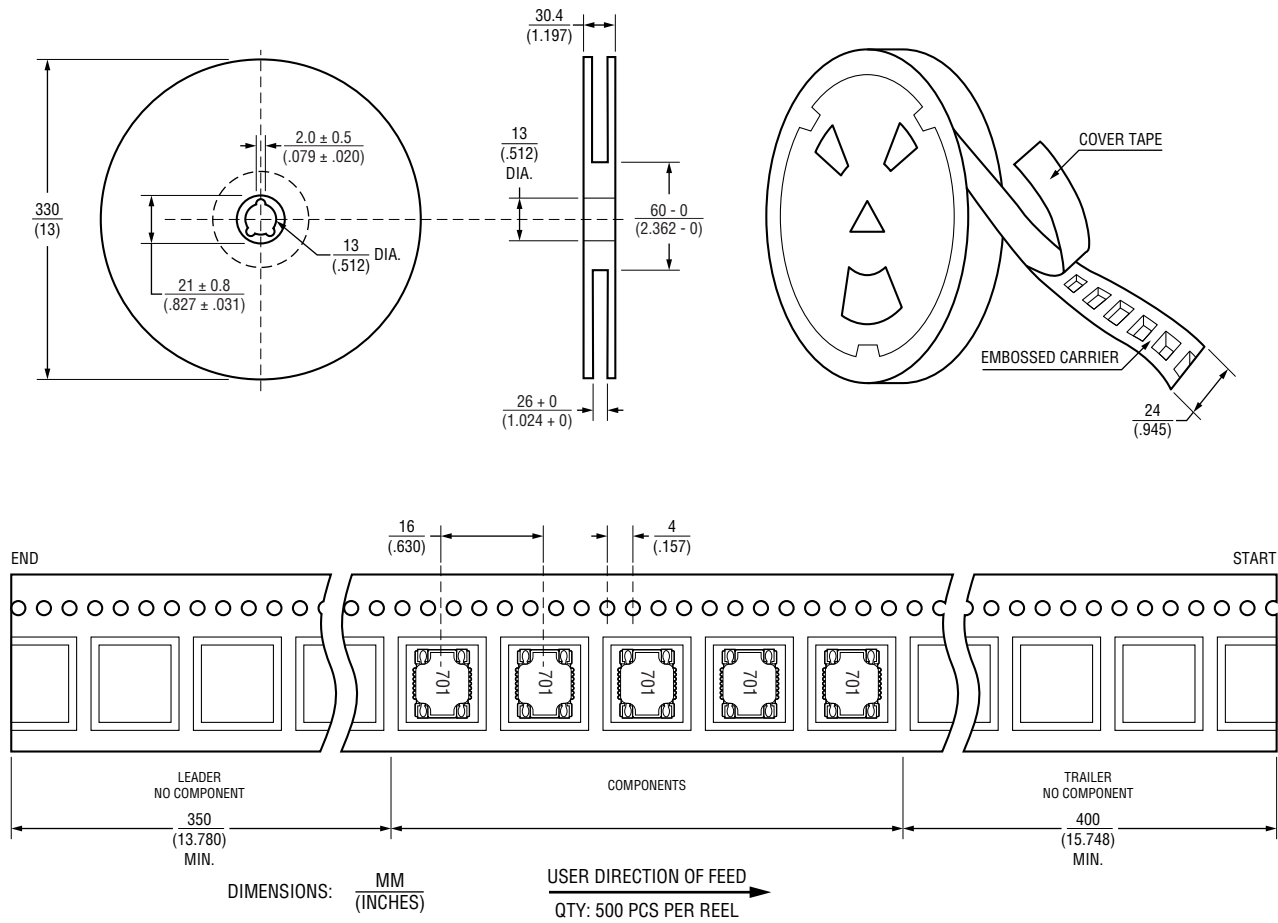 330
(13)
2.0 ± 0.5
(.079 ± .020)
21 ± 0.8
(.827 ± .031)
13
(.512)
DIA.
30.4
(1.197)
13
(.512)
DIA.
60 - 0
(2.362 - 0)
26 + 0
(1.024 + 0)
COVER TAPE
EMBOSSED CARRIER
24
(.945)
16
(.630)
4
(.157)
END
START
701
701
701
701
701
LEADER
NO COMPONENT
COMPONENTS
TRAILER
NO COMPONENT
350
(13.780)
MIN.
400
(15.748)
MIN.
DIMENSIONS:
MM
(INCHES)
USER DIRECTION OF FEED
QTY: 500 PCS PER REEL